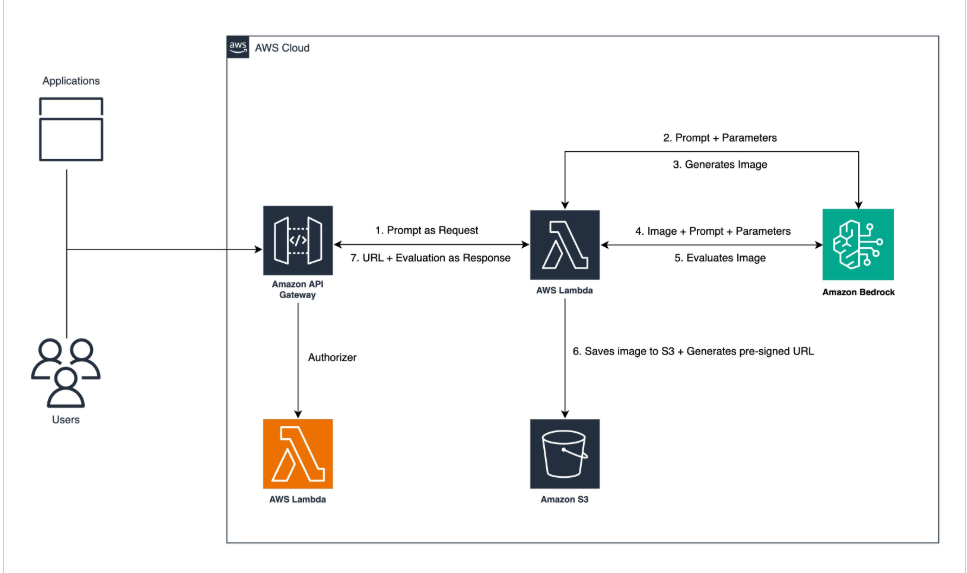 aws
AWS Cloud
Applications
2. Prompt + Parameters
3. Generates Image
1. Prompt as Request
7. URL + Evaluation as Response
4. Image + Prompt + Parameters
5. Evaluates Image
</>
Amazon API
Gateway
AWS Lambda
Amazon Bedrock
Authorizer
6. Saves image to S3 + Generates pre-signed URL
Users
AWS Lambda
Amazon S3